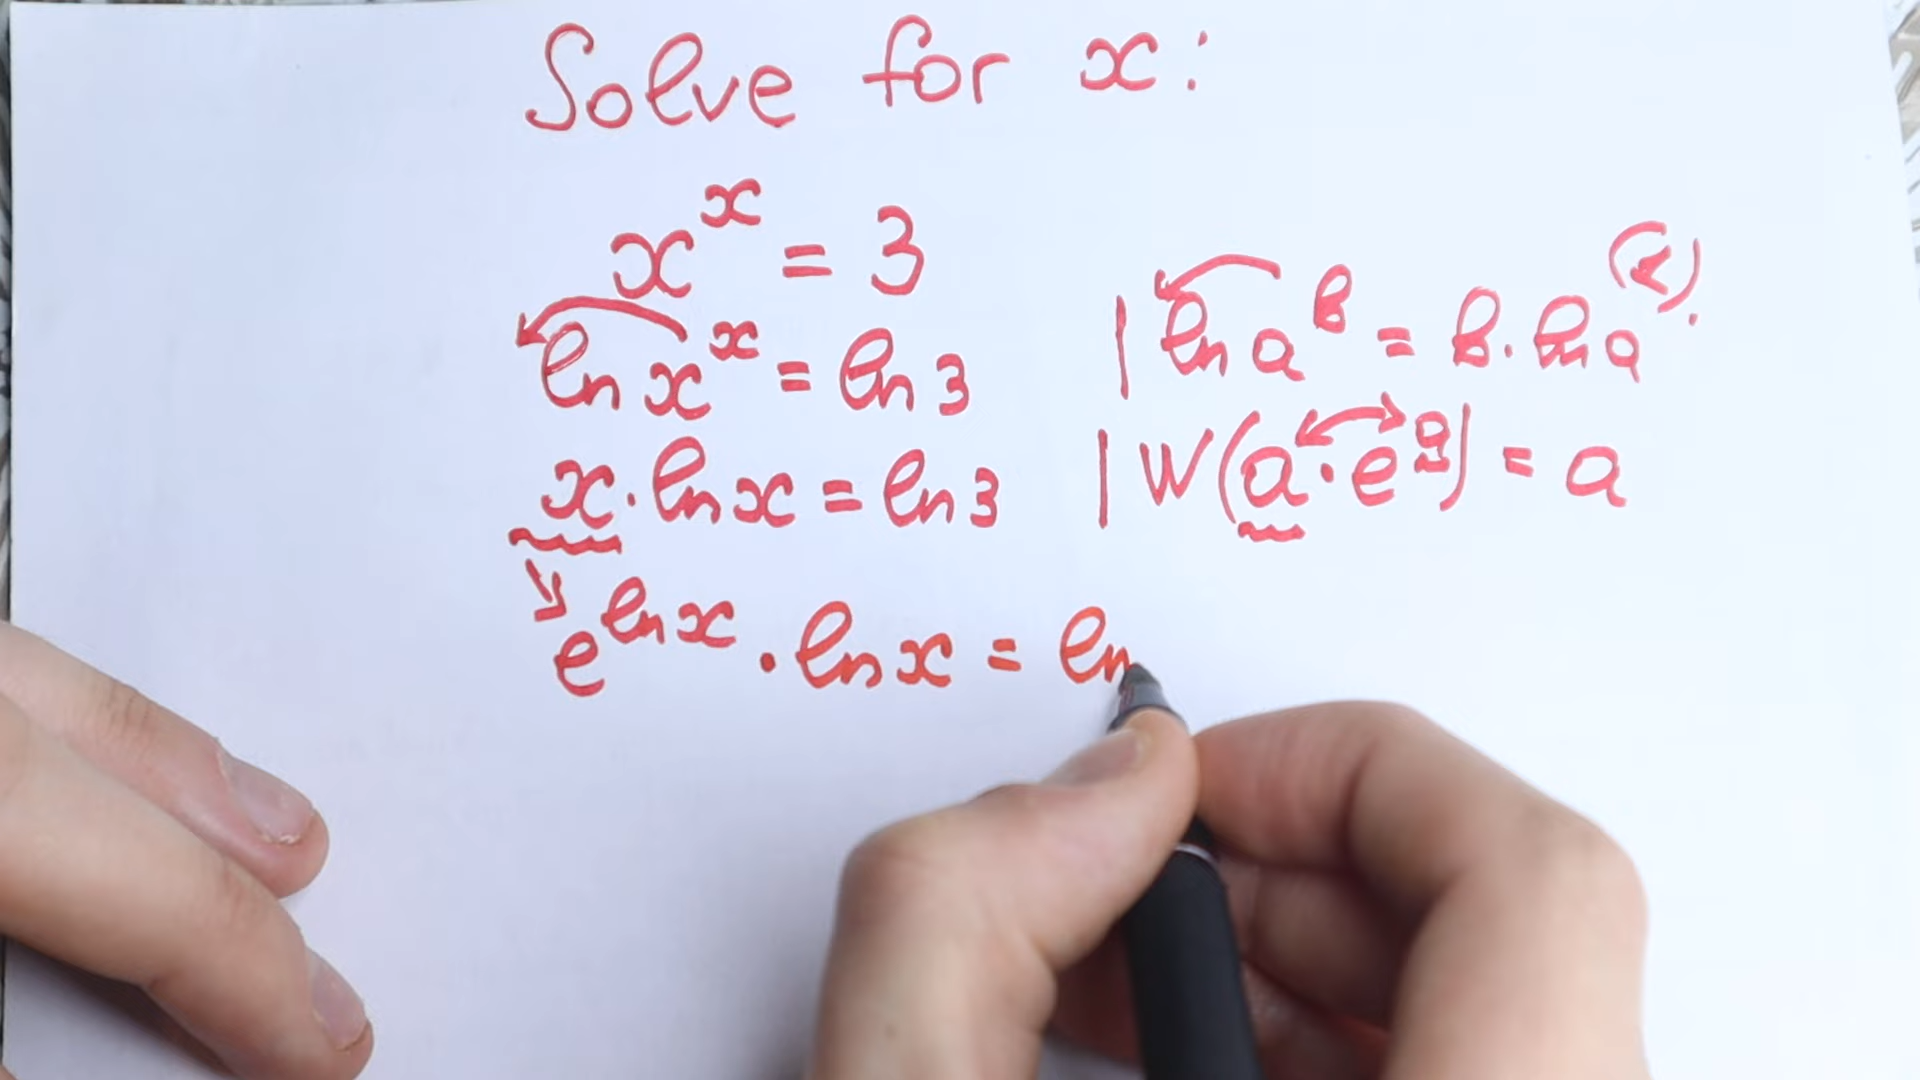 Solve for x:
x^x = 3
ln x^x = ln 3
x · ln x = ln 3
e^(ln x) · ln x = ln
| ln a^b = b · ln a
| W(a · e^a) = a